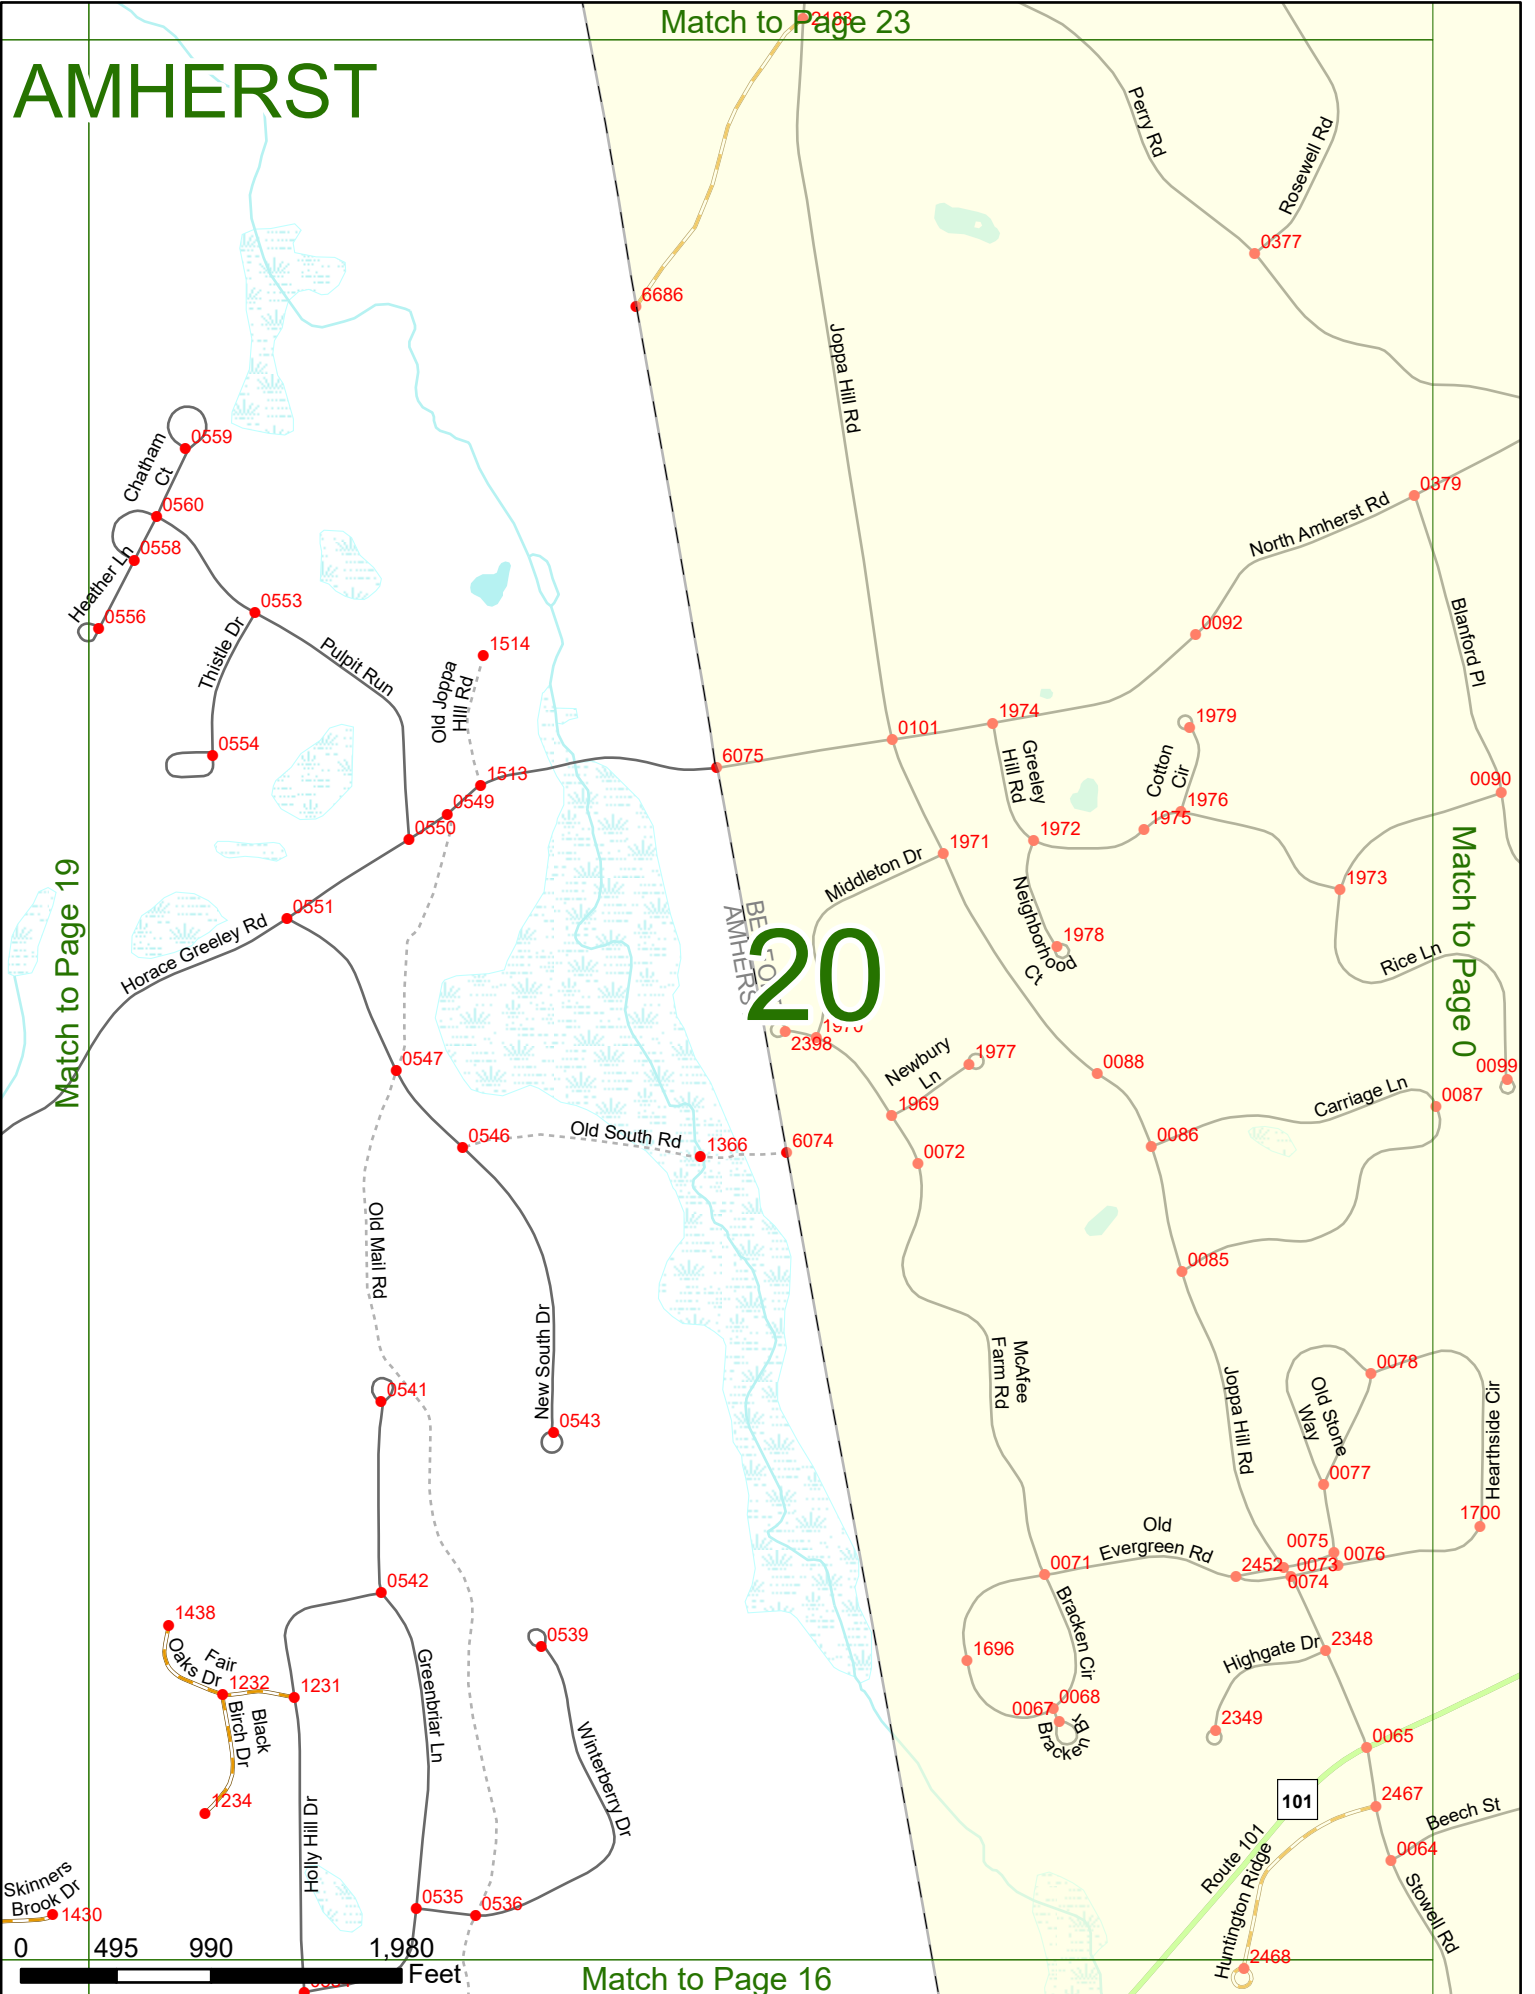 Match to Page 23
2183
AMHERST
Perry Rd
Rosewell Rd
0377
6686
Joppa Hill Rd
0559
Chatham
Ct
0560
0379
North Amherst Rd
0558
Heather Ln
0556
0553
Thistle Dr
Pulpit Run
1514
Old Joppa
Hill Rd
0092
Blanford Pl
0554
1974
1979
0101
6075
Greeley
Hill Rd
Cotton
Cir
1513
0549
0550
1976
1975
0090
1972
1971
Middleton Dr
1973
Match to Page 19
Match to Page 0
0551
Horace Greeley Rd
AMHERS
20
Neighborhood
Ct
1978
Rice Ln
2398
Newbury
Ln
1977
0547
0088
0099
Carriage Ln
0087
1969
0546
Old South Rd
1366
6074
0072
0086
Old Mail Rd
0085
New South Dr
McAfee
Farm Rd
Joppa Hill Rd
0078
Old Stone
Way
Hearthside Cir
0541
0543
0077
1700
Old
Evergreen Rd
0075
0076
0071
2452
0073
0074
0542
Bracken Cir
1438
Fair
Oaks Dr
0539
1696
Highgate Dr
2348
1232
1231
Black
Birch Dr
Greenbriar Ln
0067
0068
Bracken
Br
2349
0065
Winterberry Dr
1234
101
2467
Beech St
Holly Hill Dr
Route 101
Huntington Ridge
0064
Stowell Rd
Skinners
Brook Dr
1430
0535
0536
2468
0
495
990
1,980
Feet
Match to Page 16